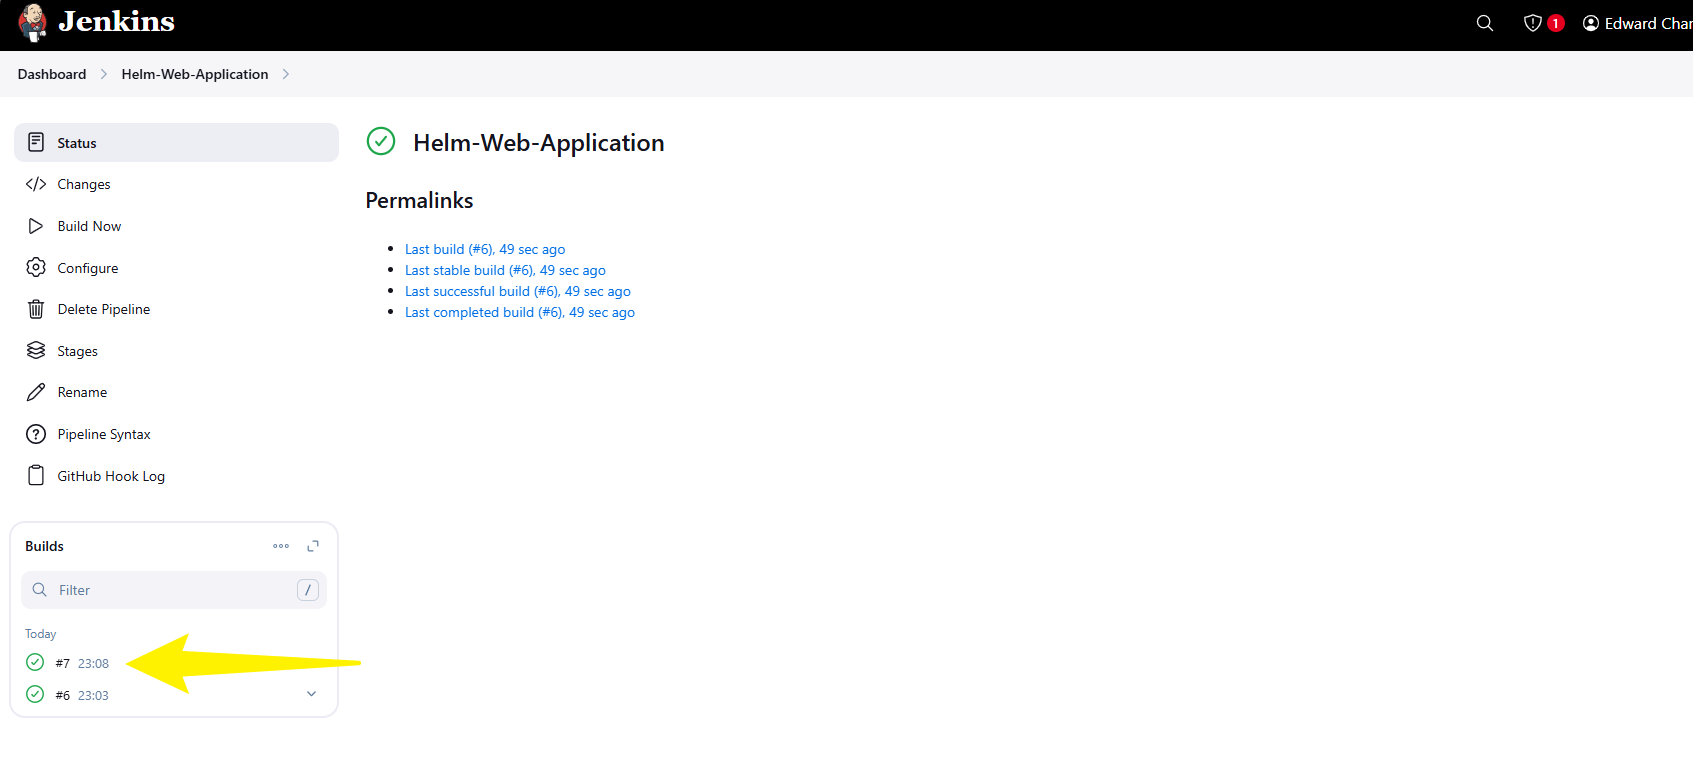 Jenkins
1
Edward Char
Dashboard
Helm-Web-Application
Status
Changes
Build Now
Configure
Delete Pipeline
Stages
Rename
Pipeline Syntax
GitHub Hook Log
Helm-Web-Application
Permalinks
Last build (#6), 49 sec ago
Last stable build (#6), 49 sec ago
Last successful build (#6), 49 sec ago
Last completed build (#6), 49 sec ago
Builds
Filter /
Today
#7 23:08
#6 23:03